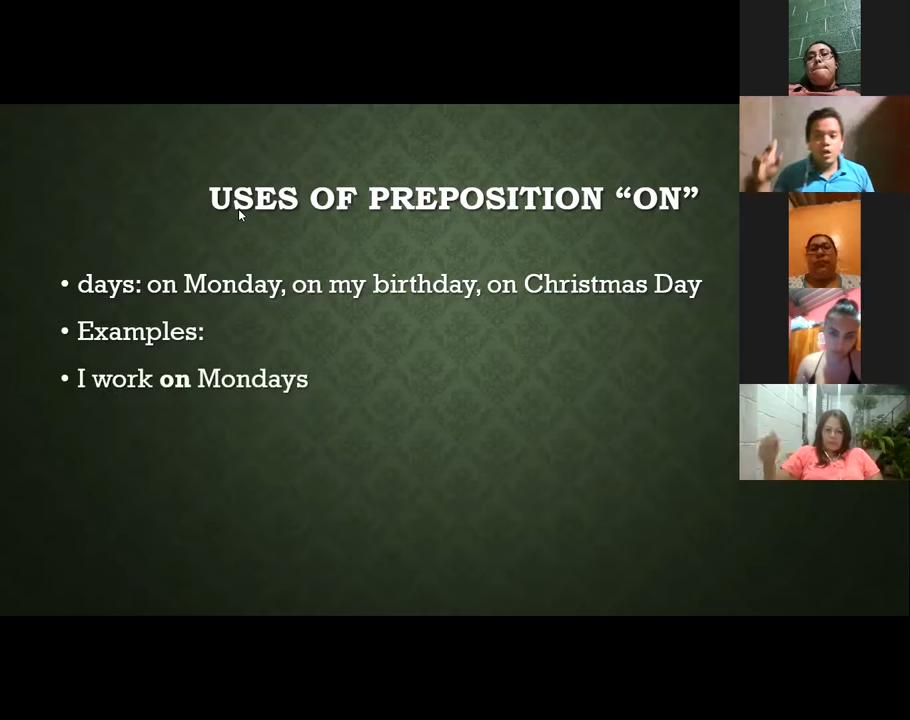 USES OF PREPOSITION “ON”
• days: on Monday, on my birthday, on Christmas Day
• Examples:
• I work on Mondays